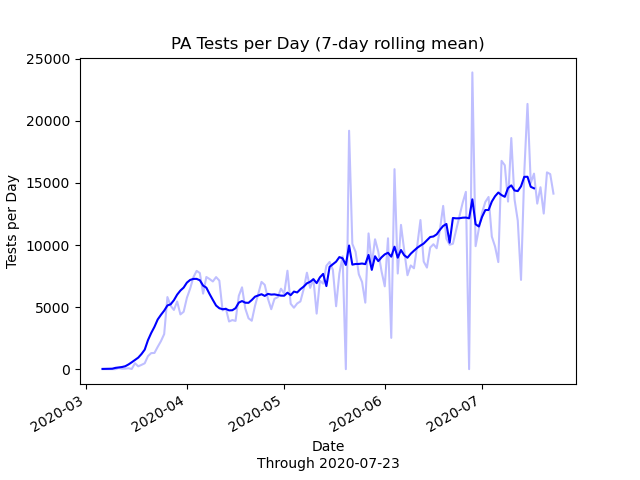 PA Tests per Day (7-day rolling mean)
25000
20000
15000
10000
5000
0
Tests per Day
2020-03
2020-04
2020-05
2020-06
2020-07
Date
Through 2020-07-23